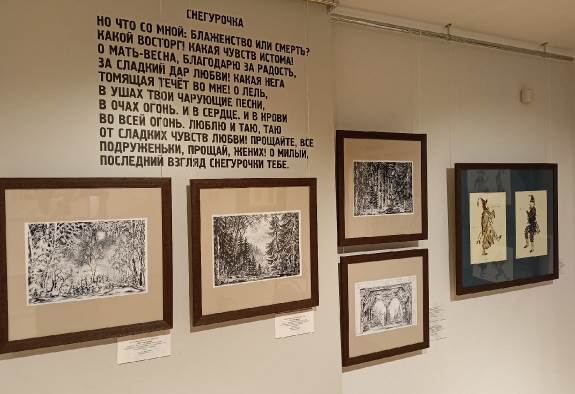 СНЕГУРОЧКА
НО ЧТО СО МНОЙ: БЛАЖЕНСТВО ИЛИ СМЕРТЬ?
КАКОЙ ВОСТОРГ! КАКАЯ ЧУВСТВ ИСТОМА!
О МАТЬ-ВЕСНА, БЛАГОДАРЮ ЗА РАДОСТЬ,
ЗА СЛАДКИЙ ДАР ЛЮБВИ! КАКАЯ НЕГА
ТОМЯЩАЯ ТЕЧЁТ ВО МНЕ! О ЛЕЛЬ,
В УШАХ ТВОИ ЧАРУЮЩИЕ ПЕСНИ,
В ОЧАХ ОГОНЬ. И В СЕРДЦЕ. И В КРОВИ
ВО ВСЕЙ ОГОНЬ. ЛЮБЛЮ И ТАЮ, ТАЮ
ОТ СЛАДКИХ ЧУВСТВ ЛЮБВИ! ПРОЩАЙТЕ, ВСЕ
ПОДРУЖЕНЬКИ, ПРОЩАЙ, ЖЕНИХ! О МИЛЫЙ,
ПОСЛЕДНИЙ ВЗГЛЯД СНЕГУРОЧКИ ТЕБЕ.